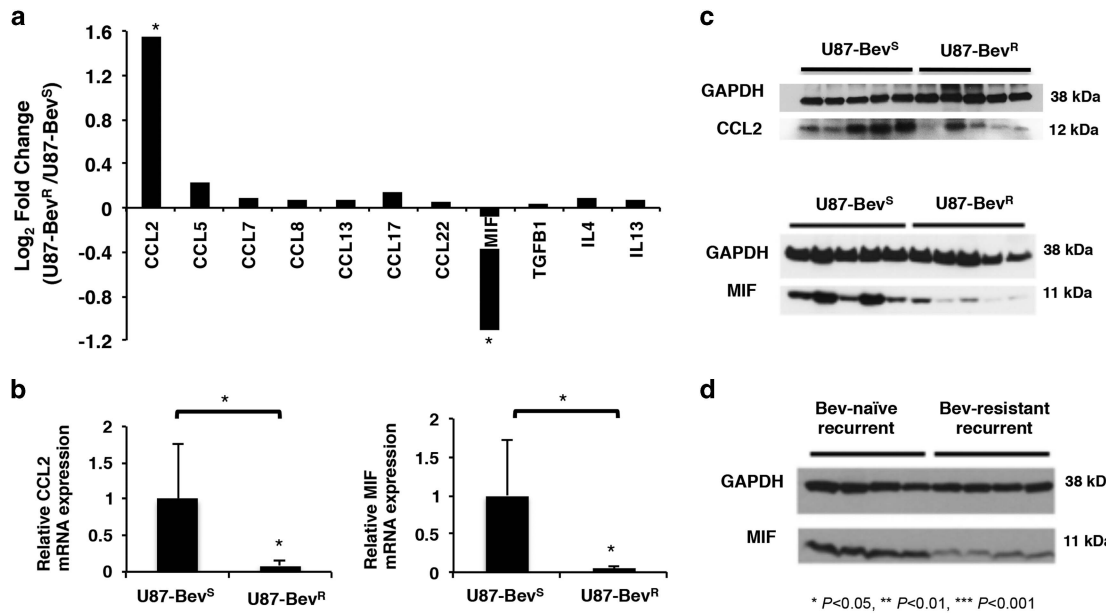 a
Log2 Fold Change
(U87-BevR /U87-BevS)
1.6
1.2
0.8
0.4
0
-0.4
-0.8
-1.2
*
CCL2
CCL5
CCL7
CCL8
CCL13
CCL17
CCL22
MIF
TGFB1
IL4
IL13
*
b
Relative CCL2
mRNA expression
2
1.5
1
0.5
0
*
*
U87-BevS
U87-BevR
Relative MIF
mRNA expression
2
1.5
1
0.5
0
*
*
U87-BevS
U87-BevR
c
U87-BevS
U87-BevR
GAPDH
38 kDa
CCL2
12 kDa
U87-BevS
U87-BevR
GAPDH
38 kDa
MIF
11 kDa
d
Bev-naïve
recurrent
Bev-resistant
recurrent
GAPDH
38 kD
MIF
11 kDa
* P<0.05, ** P<0.01, *** P<0.001